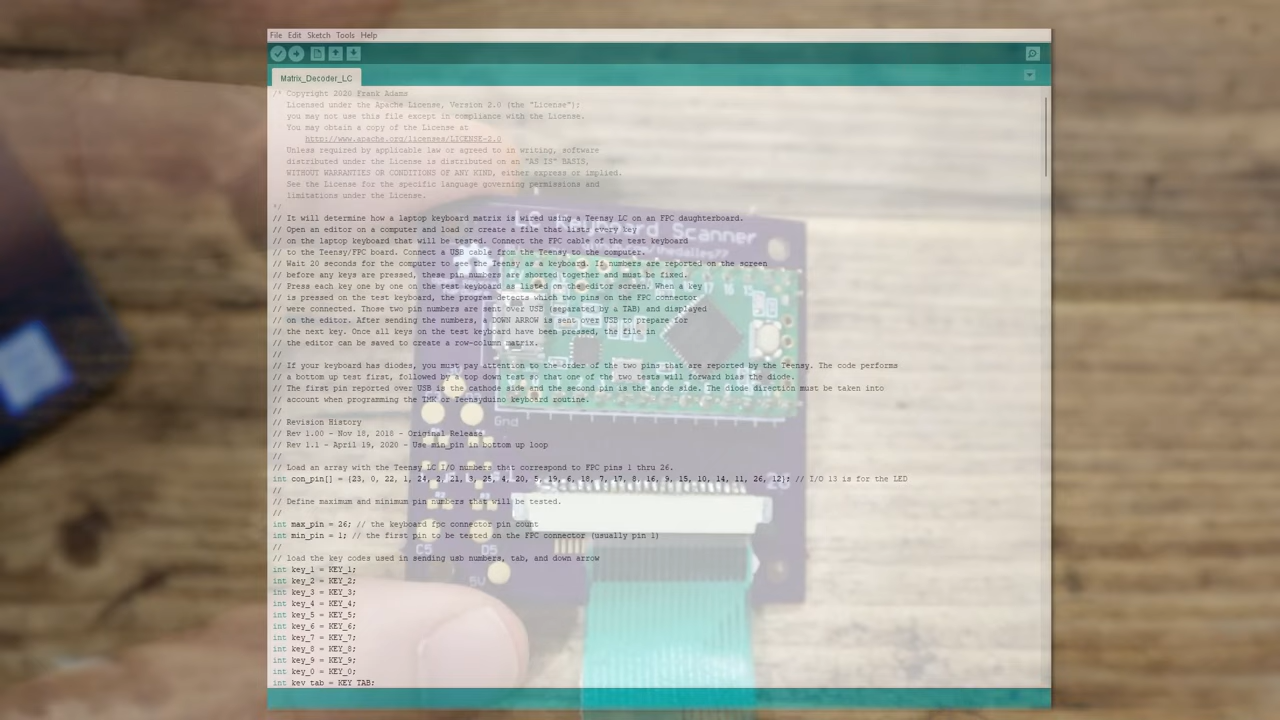 File Edit Sketch Tools Help
Matrix_Decoder_LC
/* Copyright 2020 Frank Adams
Licensed under the Apache License, Version 2.0 (the "License");
you may not use this file except in compliance with the License.
You may obtain a copy of the License at
http://www.apache.org/licenses/LICENSE-2.0
Unless required by applicable law or agreed to in writing, software
distributed under the License is distributed on an "AS IS" BASIS,
WITHOUT WARRANTIES OR CONDITIONS OF ANY KIND, either express or implied.
See the License for the specific language governing permissions and
limitations under the License.
*/
// It will determine how a laptop keyboard matrix is wired using a Teensy LC on an FPC daughterboard.
// Open an editor on a computer and load or create a file that lists every key
// on the laptop keyboard that will be tested. Connect the FPC cable of the test keyboard
// to the Teensy/FPC board. Connect a USB cable from the Teensy to the computer.
// Wait 20 seconds for the computer to see the Teensy as a keyboard. If numbers are reported on the screen
// before any keys are pressed, these pin numbers are shorted together and must be fixed.
// Press each key one by one on the test keyboard as listed on the editor screen. When a key
// is pressed on the test keyboard, the program detects which two pins on the FPC connector
// were connected. Those two pin numbers are sent over USB (separated by a TAB) and displayed
// on the editor. After sending the numbers, a DOWN ARROW is sent over USB to prepare for
// the next key. Once all keys on the test keyboard have been pressed, the file in
// the editor can be saved to create a row-column matrix.
//
// If your keyboard has diodes, you must pay attention to the order of the two pins that are reported by the Teensy. The code performs
// a bottom up test first, followed by a top down test so that one of the two tests will forward bias the diode.
// The first pin reported over USB is the cathode side and the second pin is the anode side. The diode direction must be taken into
// account when programming the TMK or Teensyduino keyboard routine.
//
// Revision History
// Rev 1.00 - Nov 18, 2018 - Original Release
// Rev 1.1 - April 19, 2020 - Use min_pin in bottom up loop
//
// Load an array with the Teensy LC I/O numbers that correspond to FPC pins 1 thru 26.
int con_pin[] = {23, 0, 22, 1, 24, 2, 21, 3, 25, 4, 20, 5, 19, 6, 18, 7, 17, 8, 16, 9, 15, 10, 14, 11, 26, 12}; // I/O 13 is for the LED
//
// Define maximum and minimum pin numbers that will be tested.
//
int max_pin = 26; // the keyboard fpc connector pin count
int min_pin = 1; // the first pin to be tested on the FPC connector (usually pin 1)
//
// load the key codes used in sending usb numbers, tab, and down arrow
int key_1 = KEY_1;
int key_2 = KEY_2;
int key_3 = KEY_3;
int key_4 = KEY_4;
int key_5 = KEY_5;
int key_6 = KEY_6;
int key_7 = KEY_7;
int key_8 = KEY_8;
int key_9 = KEY_9;
int key_0 = KEY_0;
int key_tab = KEY_TAB;
LC Keyboard Scanner
17 16 15
Gnd
26
C5 D5
5V